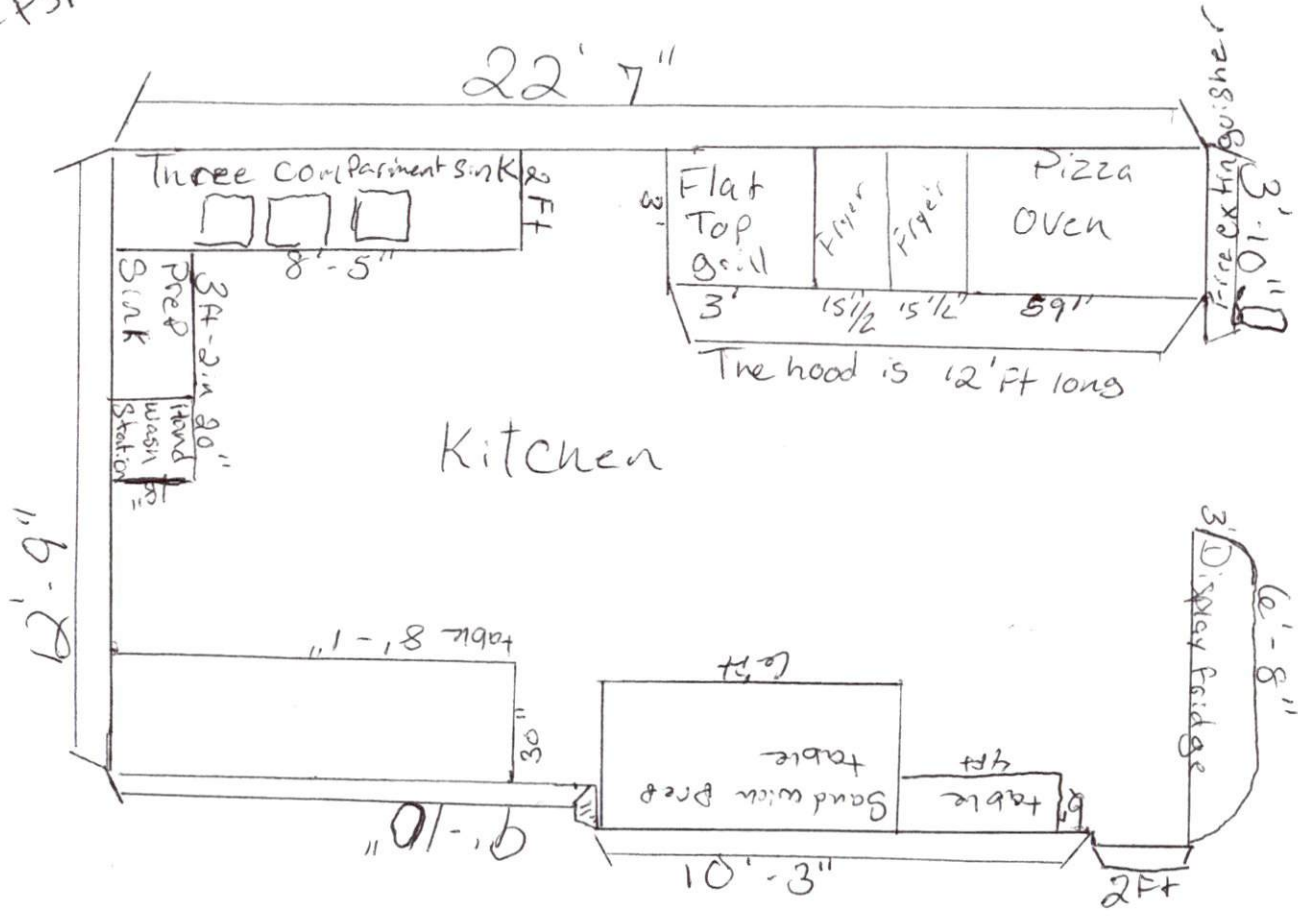 22' 7"
Three comparment sink
2 Ft
8'-5"
Prep
Sink
3ft-2in
Hand
wash
Station
20"
3'
Flat
Top
grill
Fryer
Fryer
Pizza
Oven
3'
15 1/2
15 1/2"
59"
The hood is 12' Ft long
Fire extinguisher
3'-10"
Kitchen
table 8'-1"
30"
9'-10"
6 ft
Sandwich prep
table
4ft
table
10'-3"
2Ft
3'
Display fridge
6'-8"